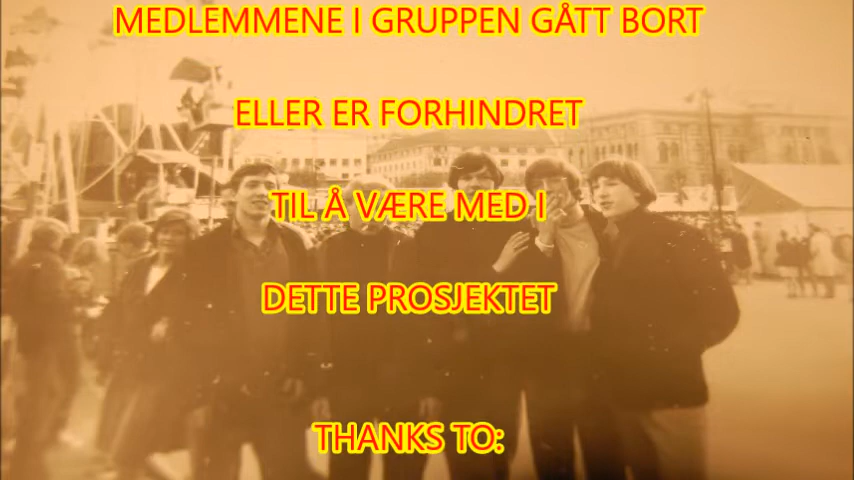 MEDLEMMENE I GRUPPEN GÅTT BORT
ELLER ER FORHINDRET
TIL Å VÆRE MED I
DETTE PROSJEKTET
THANKS TO: